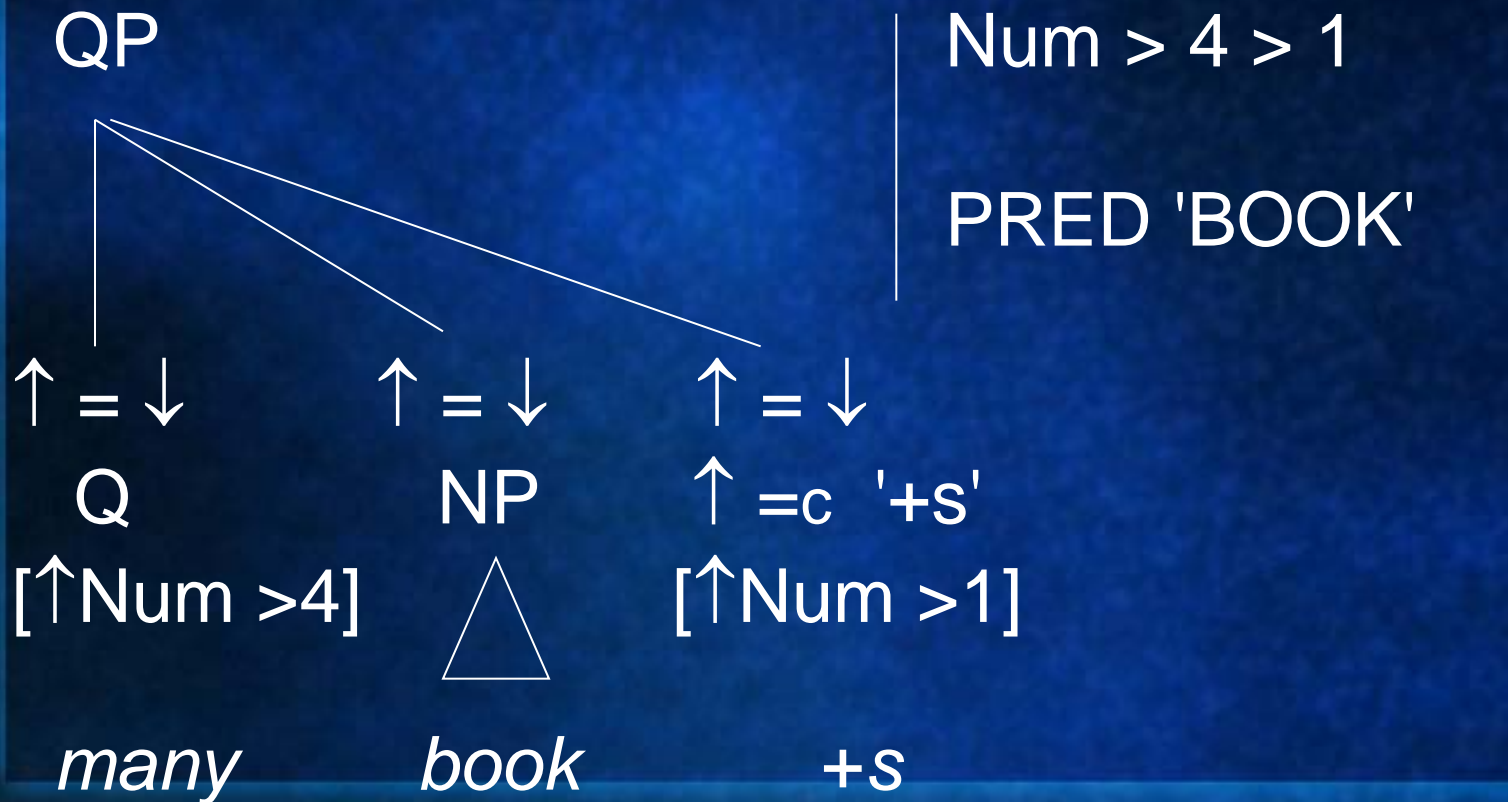 QP
Num > 4 > 1
PRED 'BOOK'
↑ = ↓ ↑ = ↓ ↑ = ↓
Q NP ↑ =c '+s'
[↑Num >4] [↑Num >1]
many book +s